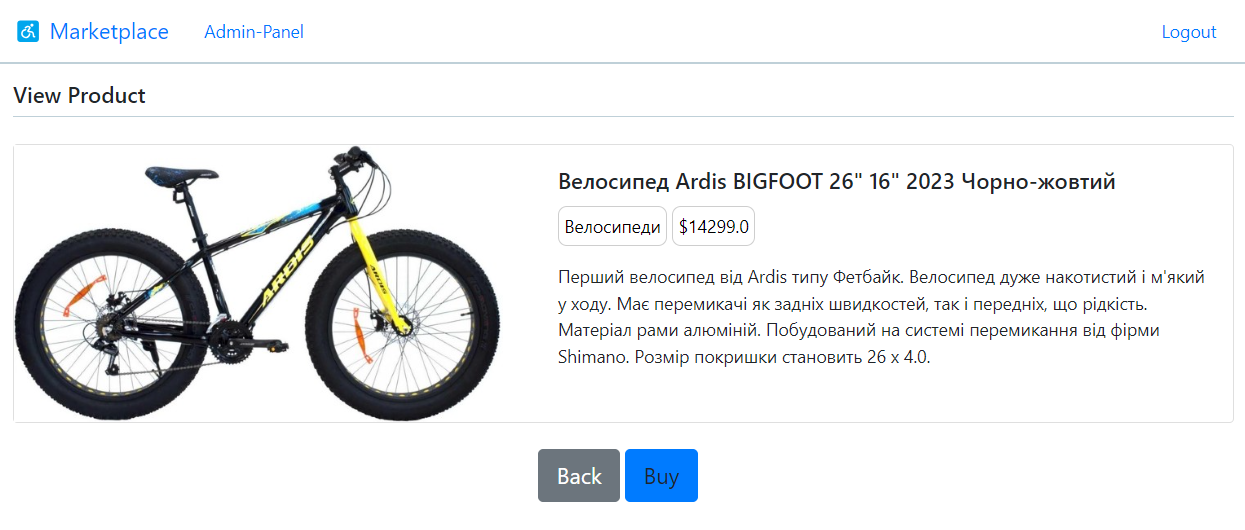 Marketplace Admin-Panel Logout
View Product
Велосипед Ardis BIGFOOT 26" 16" 2023 Чорно-жовтий
Велосипеди $14299.0
Перший велосипед від Ardis типу Фетбайк. Велосипед дуже накотистий і м'який
у ходу. Має перемикачі як задніх швидкостей, так і передніх, що рідкість.
Матеріал рами алюміній. Побудований на системі перемикання від фірми
Shimano. Розмір покришки становить 26 х 4.0.
ARDIS
ARDIS
Back Buy